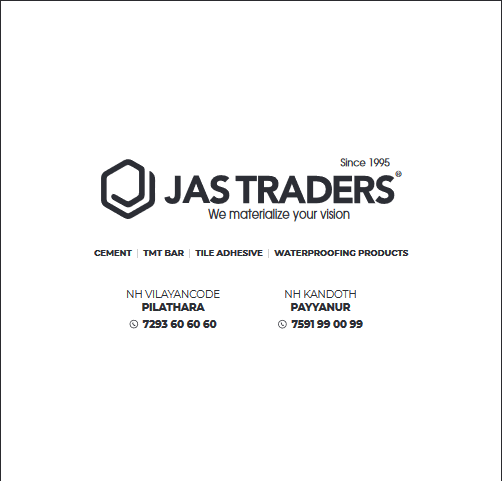 Since 1995
JAS TRADERS®
We materialize your vision
CEMENT | TMT BAR | TILE ADHESIVE | WATERPROOFING PRODUCTS
NH VILAYANCODE
PILATHARA
7293 60 60 60
NH KANDOTH
PAYYANUR
7591 99 00 99